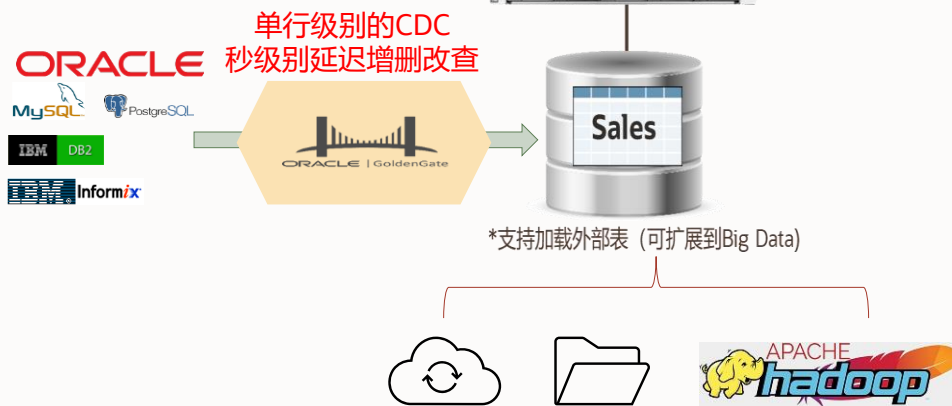 单行级别的CDC
秒级别延迟增删改查
ORACLE
MySQL
PostgreSQL
IBM DB2
IBM Informix
ORACLE | GoldenGate
Sales
*支持加载外部表 (可扩展到Big Data)
APACHE
hadoop